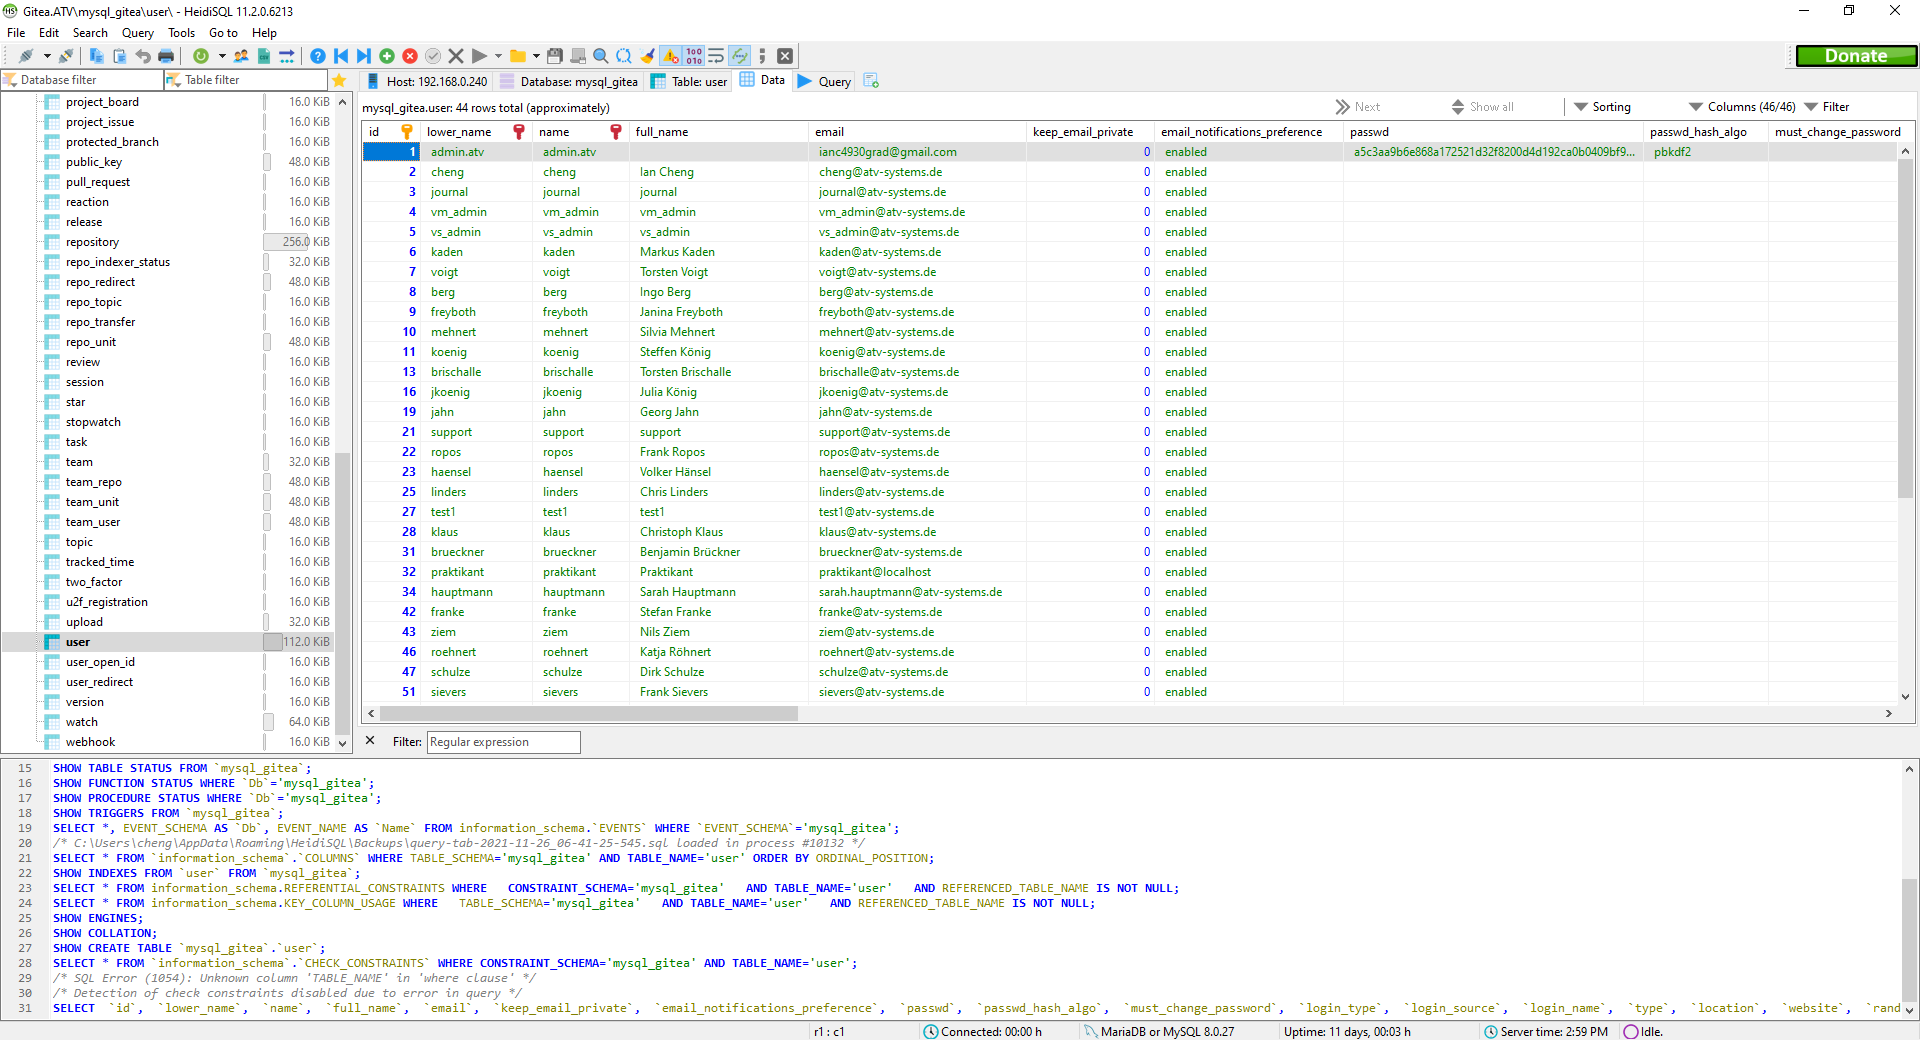 Gitea.ATV\mysql_gitea\user\ - HeidiSQL 11.2.0.6213
File Edit Search Query Tools Go to Help
Donate
Database filter Table filter Host: 192.168.0.240 Database: mysql_gitea Table: user Data Query
mysql_gitea.user: 44 rows total (approximately) Next Show all Sorting Columns (46/46) Filter
project_board 16.0 KiB
project_issue 16.0 KiB
protected_branch 16.0 KiB
public_key 48.0 KiB
pull_request 16.0 KiB
reaction 16.0 KiB
release 16.0 KiB
repository 256.0 KiB
repo_indexer_status 32.0 KiB
repo_redirect 48.0 KiB
repo_topic 16.0 KiB
repo_transfer 16.0 KiB
repo_unit 48.0 KiB
review 16.0 KiB
session 16.0 KiB
star 16.0 KiB
stopwatch 16.0 KiB
task 16.0 KiB
team 32.0 KiB
team_repo 48.0 KiB
team_unit 48.0 KiB
team_user 48.0 KiB
topic 16.0 KiB
tracked_time 16.0 KiB
two_factor 16.0 KiB
u2f_registration 16.0 KiB
upload 32.0 KiB
user 112.0 KiB
user_open_id 16.0 KiB
user_redirect 16.0 KiB
version 16.0 KiB
watch 64.0 KiB
webhook 16.0 KiB
id lower_name name full_name email keep_email_private email_notifications_preference passwd passwd_hash_algo must_change_password
1 admin.atv admin.atv ianc4930grad@gmail.com 0 enabled a5c3aa9b6e868a172521d32f8200d4d192ca0b0409bf9... pbkdf2
2 cheng cheng Ian Cheng cheng@atv-systems.de 0 enabled
3 journal journal journal journal@atv-systems.de 0 enabled
4 vm_admin vm_admin vm_admin vm_admin@atv-systems.de 0 enabled
5 vs_admin vs_admin vs_admin vs_admin@atv-systems.de 0 enabled
6 kaden kaden Markus Kaden kaden@atv-systems.de 0 enabled
7 voigt voigt Torsten Voigt voigt@atv-systems.de 0 enabled
8 berg berg Ingo Berg berg@atv-systems.de 0 enabled
9 freyboth freyboth Janina Freyboth freyboth@atv-systems.de 0 enabled
10 mehnert mehnert Silvia Mehnert mehnert@atv-systems.de 0 enabled
11 koenig koenig Steffen König koenig@atv-systems.de 0 enabled
13 brischalle brischalle Torsten Brischalle brischalle@atv-systems.de 0 enabled
16 jkoenig jkoenig Julia König jkoenig@atv-systems.de 0 enabled
19 jahn jahn Georg Jahn jahn@atv-systems.de 0 enabled
21 support support support support@atv-systems.de 0 enabled
22 ropos ropos Frank Ropos ropos@atv-systems.de 0 enabled
23 haensel haensel Volker Hänsel haensel@atv-systems.de 0 enabled
25 linders linders Chris Linders linders@atv-systems.de 0 enabled
27 test1 test1 test1 test1@atv-systems.de 0 enabled
28 klaus klaus Christoph Klaus klaus@atv-systems.de 0 enabled
31 brueckner brueckner Benjamin Brückner brueckner@atv-systems.de 0 enabled
32 praktikant praktikant Praktikant praktikant@localhost 0 enabled
34 hauptmann hauptmann Sarah Hauptmann sarah.hauptmann@atv-systems.de 0 enabled
42 franke franke Stefan Franke franke@atv-systems.de 0 enabled
43 ziem ziem Nils Ziem ziem@atv-systems.de 0 enabled
46 roehnert roehnert Katja Röhnert roehnert@atv-systems.de 0 enabled
47 schulze schulze Dirk Schulze schulze@atv-systems.de 0 enabled
51 sievers sievers Frank Sievers sievers@atv-systems.de 0 enabled
Filter: Regular expression
15 SHOW TABLE STATUS FROM `mysql_gitea`;
16 SHOW FUNCTION STATUS WHERE `Db`='mysql_gitea';
17 SHOW PROCEDURE STATUS WHERE `Db`='mysql_gitea';
18 SHOW TRIGGERS FROM `mysql_gitea`;
19 SELECT *, EVENT_SCHEMA AS `Db`, EVENT_NAME AS `Name` FROM information_schema.`EVENTS` WHERE `EVENT_SCHEMA`='mysql_gitea';
20 /* C:\Users\cheng\AppData\Roaming\HeidiSQL\Backups\query-tab-2021-11-26_06-41-25-545.sql loaded in process #10132 */
21 SELECT * FROM `information_schema`.`COLUMNS` WHERE TABLE_SCHEMA='mysql_gitea' AND TABLE_NAME='user' ORDER BY ORDINAL_POSITION;
22 SHOW INDEXES FROM `user` FROM `mysql_gitea`;
23 SELECT * FROM information_schema.REFERENTIAL_CONSTRAINTS WHERE CONSTRAINT_SCHEMA='mysql_gitea' AND TABLE_NAME='user' AND REFERENCED_TABLE_NAME IS NOT NULL;
24 SELECT * FROM information_schema.KEY_COLUMN_USAGE WHERE TABLE_SCHEMA='mysql_gitea' AND TABLE_NAME='user' AND REFERENCED_TABLE_NAME IS NOT NULL;
25 SHOW ENGINES;
26 SHOW COLLATION;
27 SHOW CREATE TABLE `mysql_gitea`.`user`;
28 SELECT * FROM `information_schema`.`CHECK_CONSTRAINTS` WHERE CONSTRAINT_SCHEMA='mysql_gitea' AND TABLE_NAME='user';
29 /* SQL Error (1054): Unknown column 'TABLE_NAME' in 'where clause' */
30 /* Detection of check constraints disabled due to error in query */
31 SELECT `id`, `lower_name`, `name`, `full_name`, `email`, `keep_email_private`, `email_notifications_preference`, `passwd`, `passwd_hash_algo`, `must_change_password`, `login_type`, `login_source`, `login_name`, `type`, `location`, `website`, `rand
r1 : c1 Connected: 00:00 h MariaDB or MySQL 8.0.27 Uptime: 11 days, 00:03 h Server time: 2:59 PM Idle.